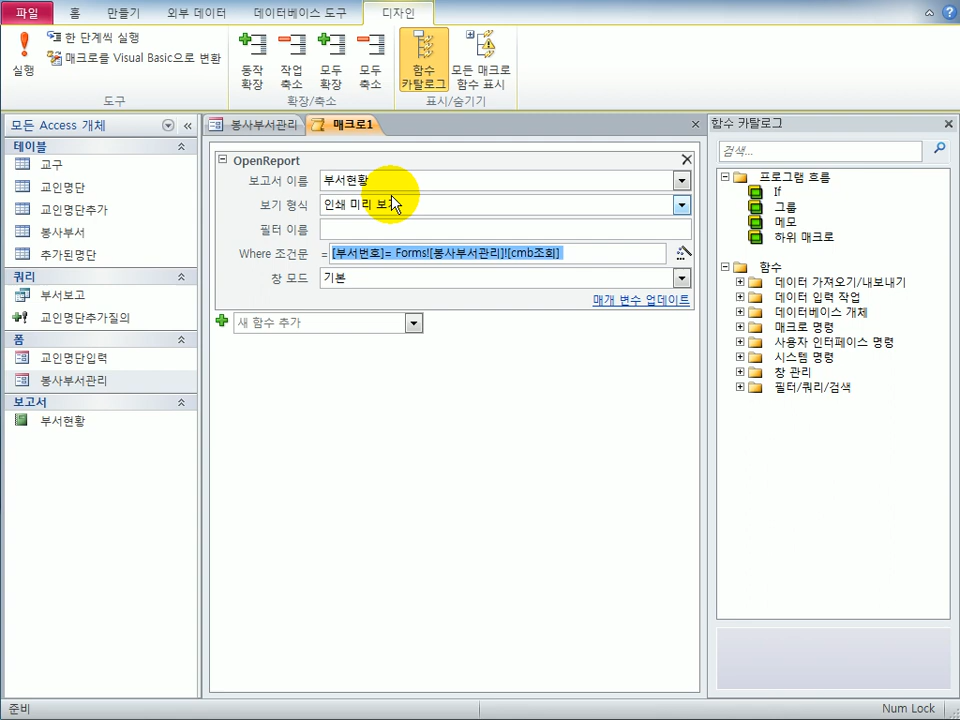 파일 홈 만들기 외부 데이터 데이터베이스 도구 디자인
실행
한 단계씩 실행
매크로를 Visual Basic으로 변환
도구
동작 확장
작업 축소
모두 확장
모두 축소
확장/축소
함수 카탈로그
모든 매크로 함수 표시
표시/숨기기
모든 Access 개체
테이블
교구
교인명단
교인명단추가
봉사부서
추가된명단
쿼리
부서보고
교인명단추가질의
폼
교인명단입력
봉사부서관리
보고서
부서현황
봉사부서관리 매크로1
OpenReport
보고서 이름 부서현황
보기 형식 인쇄 미리 보기
필터 이름
Where 조건문 = [부서번호]= Forms![봉사부서관리]![cmb조회]
창 모드 기본
매개 변수 업데이트
새 함수 추가
함수 카탈로그
검색...
프로그램 흐름
If
그룹
메모
하위 매크로
함수
데이터 가져오기/내보내기
데이터 입력 작업
데이터베이스 개체
매크로 명령
사용자 인터페이스 명령
시스템 명령
창 관리
필터/쿼리/검색
준비
Num Lock